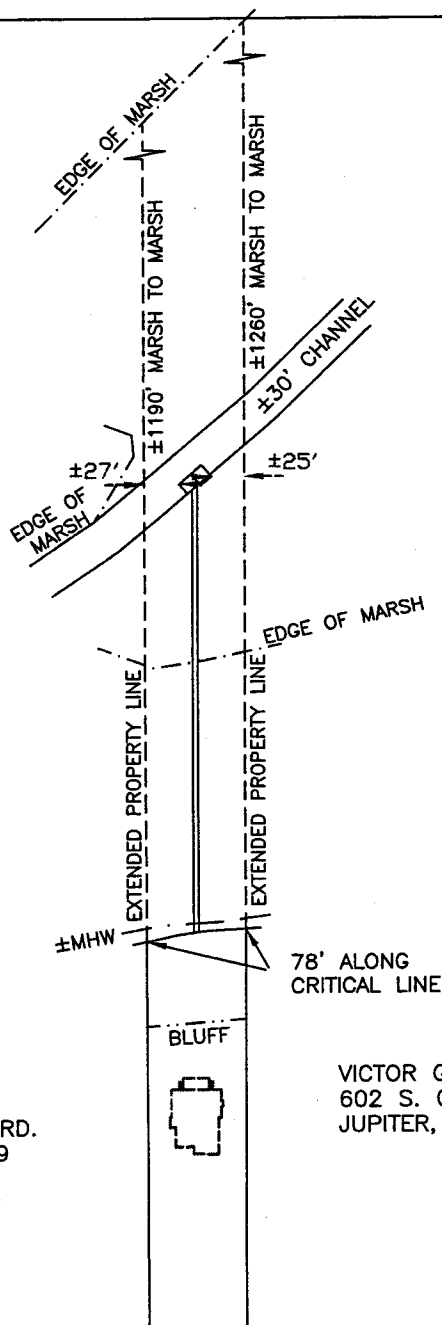 EDGE OF MARSH
±1190' MARSH TO MARSH
±1260' MARSH TO MARSH
±30' CHANNEL
±27'
±25'
EDGE OF
MARSH
EDGE OF MARSH
EXTENDED PROPERTY LINE
EXTENDED PROPERTY LINE
±MHW
78' ALONG
CRITICAL LINE
BLUFF
VICTOR G
602 S.
JUPITER,
RD.
9